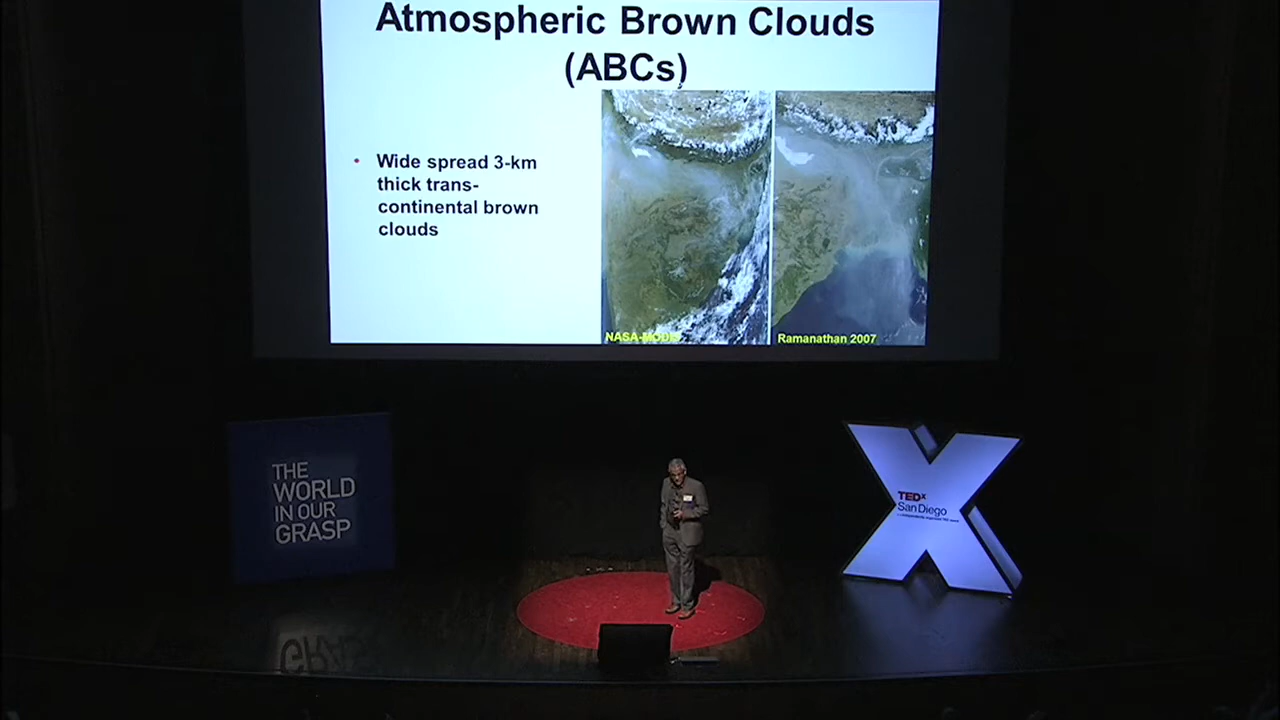 Atmospheric Brown Clouds
(ABCs)
• Wide spread 3-km
thick trans-
continental brown
clouds
NASA-MODIS
Ramanathan 2007
THE
WORLD
IN OUR
GRASP
TEDx
San Diego